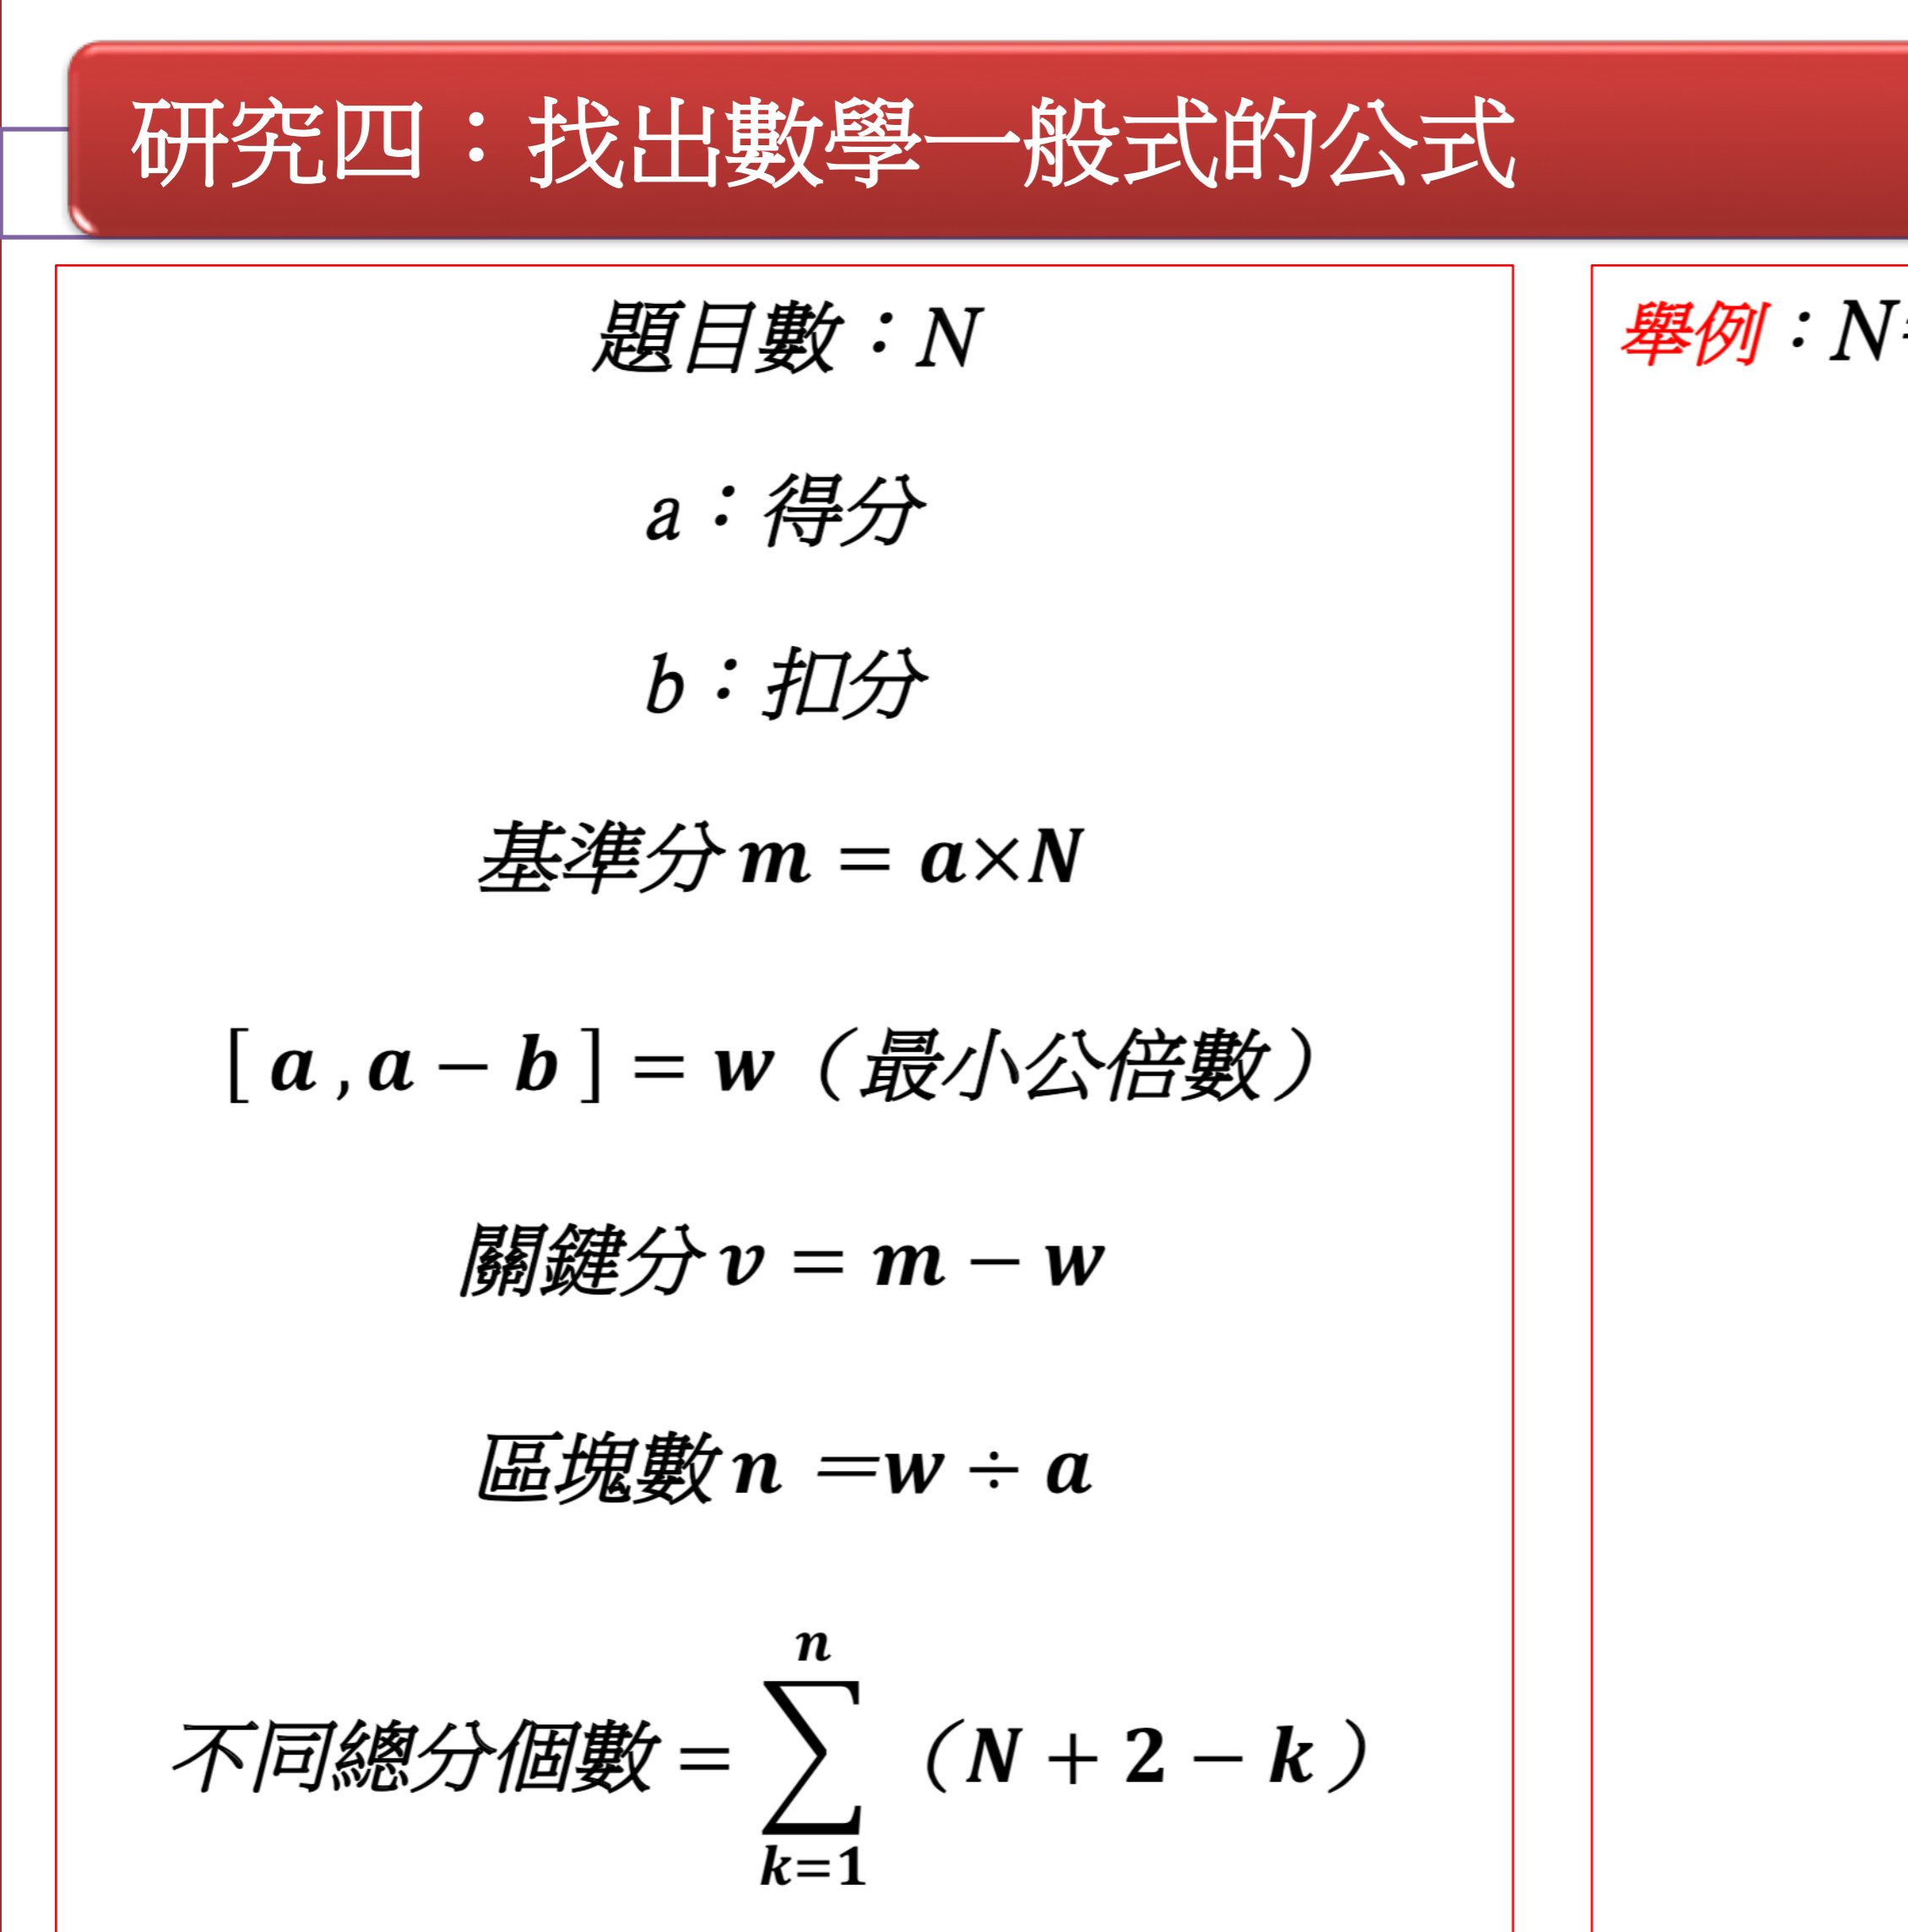 研究四：找出數學一般式的公式
題目數：N
a：得分
b：扣分
基準分 m = a×N
[ a , a − b ] = w（最小公倍數）
關鍵分 v = m − w
區塊數 n ＝w ÷ a
不同總分個數 = ∑_{k=1}^{n} （N + 2 − k）
舉例：N